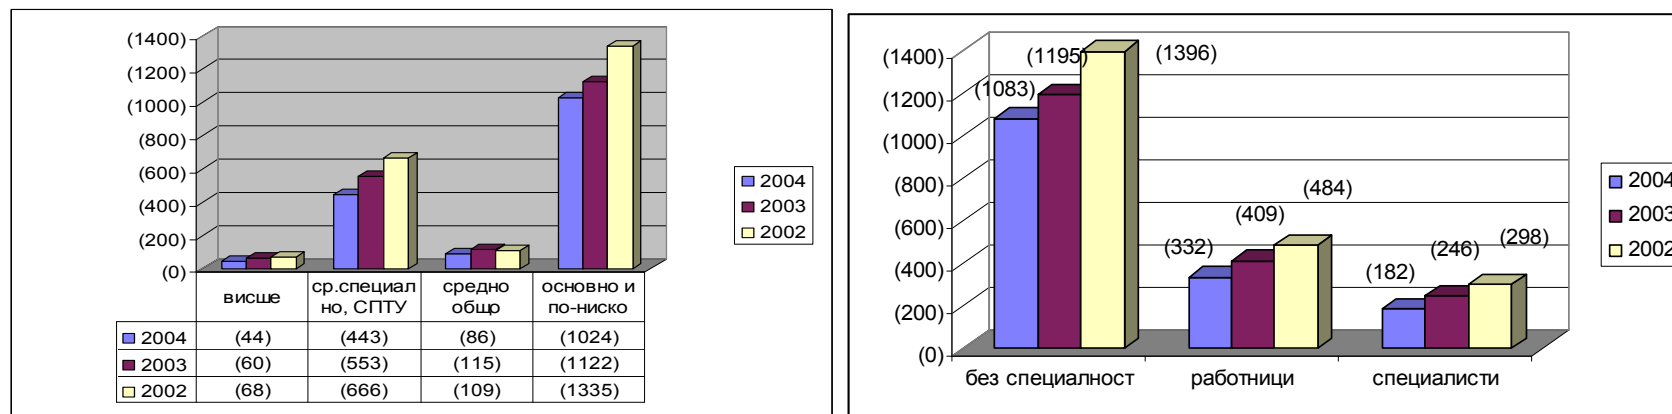 (1400)
(1200)
(1000)
(800)
(600)
(400)
(200)
(0)
висше
ср.специал
но, СПТУ
средно
общо
основно и
по-ниско
2004 (44) (443) (86) (1024)
2003 (60) (553) (115) (1122)
2002 (68) (666) (109) (1335)
2004
2003
2002
(1400)
(1200)
(1000)
(800)
(600)
(400)
(200)
(0)
(1083)
(1195)
(1396)
(332)
(409)
(484)
(182)
(246)
(298)
без специалност
работници
специалисти
2004
2003
2002